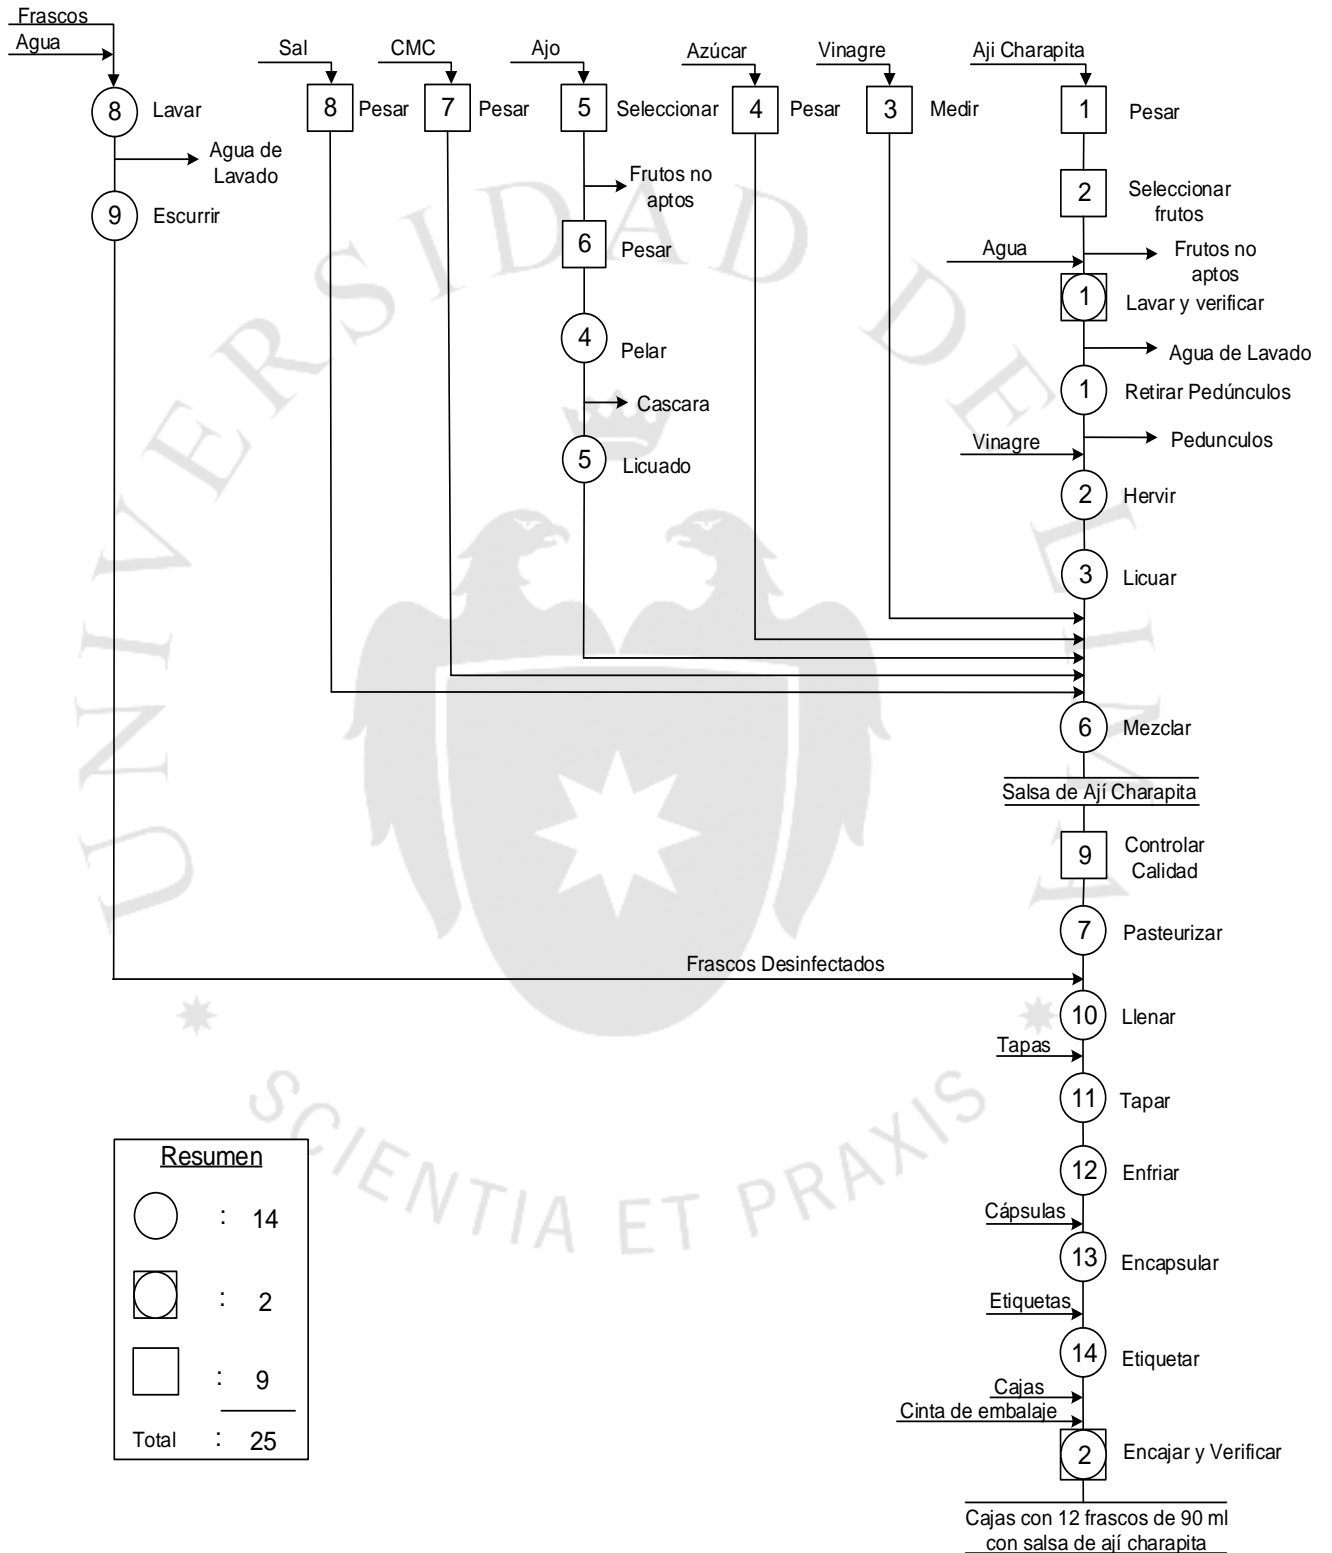 Frascos
Agua
8 Lavar
Agua de
Lavado
9 Escurrir
Sal
8 Pesar
CMC
7 Pesar
Ajo
5 Seleccionar
Frutos no
aptos
6 Pesar
4 Pelar
Cascara
5 Licuado
Azúcar
4 Pesar
Vinagre
3 Medir
Ají Charapita
1 Pesar
2 Seleccionar
frutos
Agua
Frutos no
aptos
1 Lavar y verificar
Agua de Lavado
1 Retirar Pedúnculos
Pedunculos
Vinagre
2 Hervir
3 Licuar
6 Mezclar
Salsa de Ají Charapita
9 Controlar
Calidad
7 Pasteurizar
Frascos Desinfectados
10 Llenar
Tapas
11 Tapar
12 Enfriar
Cápsulas
13 Encapsular
Etiquetas
14 Etiquetar
Cajas
Cinta de embalaje
2 Encajar y Verificar
Cajas con 12 frascos de 90 ml
con salsa de ají charapita
Resumen
: 14
: 2
: 9
Total : 25
UNIVERSIDAD DE LIMA
SCIENTIA ET PRAXIS